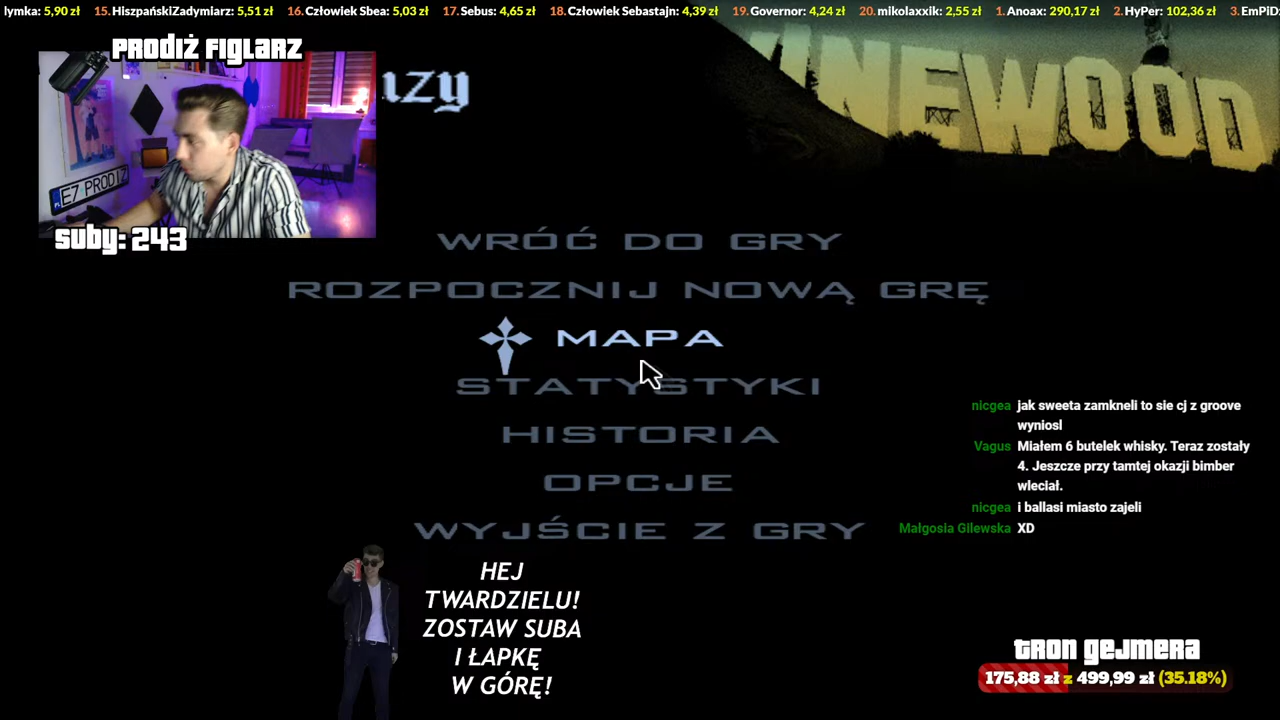 lymka: 5,90 zł 15. HiszpańskiZadymiarz: 5,51 zł 16. Człowiek Sbea: 5,03 zł 17. Sebus: 4,65 zł 18. Człowiek Sebastajn: 4,39 zł 19. Governor: 4,24 zł 20. mikolaxxik: 2,55 zł 1. Anoax: 290,17 zł 2. HyPer: 102,36 zł 3. EmPiD
PRODIŻ FIGLARZ
INEWOOD
E7 PRODIZ
suby: 243
WRÓĆ DO GRY
ROZPOCZNIJ NOWĄ GRĘ
MAPA
STATYSTYKI
HISTORIA
OPCJE
WYJŚCIE Z GRY
nicgea jak sweeta zamkneli to sie cj z groove
wyniosl
Vagus Miałem 6 butelek whisky. Teraz zostały
4. Jeszcze przy tamtej okazji bimber
wleciał.
nicgea i ballasi miasto zajeli
Małgosia Gilewska XD
HEJ
TWARDZIELU!
ZOSTAW SUBA
I ŁAPKĘ
W GÓRĘ!
tRON GEJMERA
175,88 zł z 499,99 zł (35.18%)